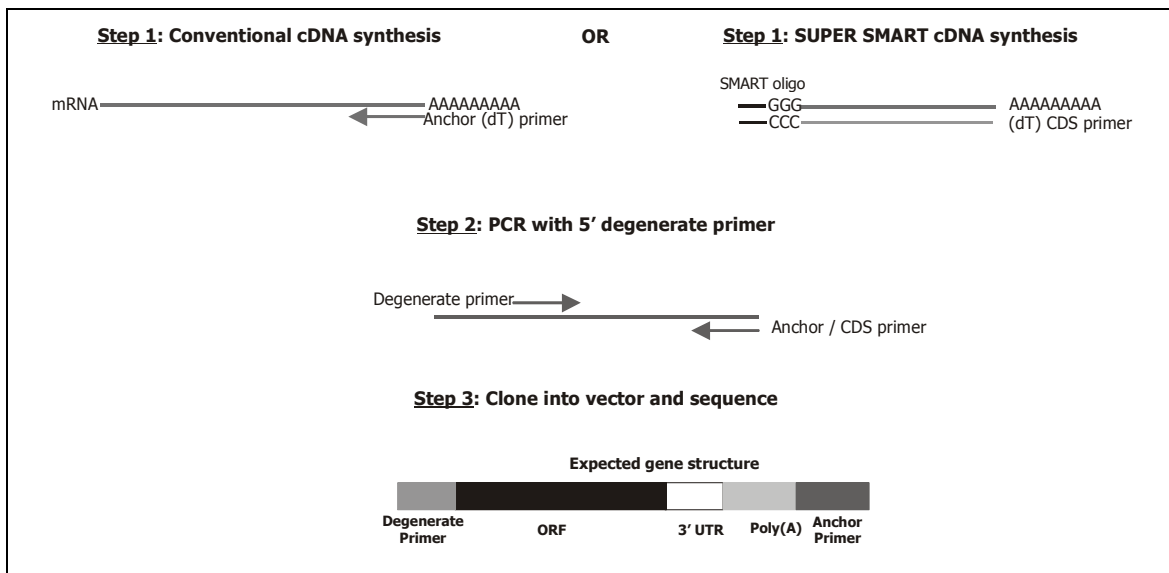 Step 1: Conventional cDNA synthesis
OR
Step 1: SUPER SMART cDNA synthesis
SMART oligo
mRNA
AAAAAAAAA
Anchor (dT) primer
GGG
AAAAAAAAA
CCC
(dT) CDS primer
Step 2: PCR with 5’ degenerate primer
Degenerate primer
Anchor / CDS primer
Step 3: Clone into vector and sequence
Expected gene structure
Degenerate
Primer
ORF
3’ UTR
Poly(A)
Anchor
Primer